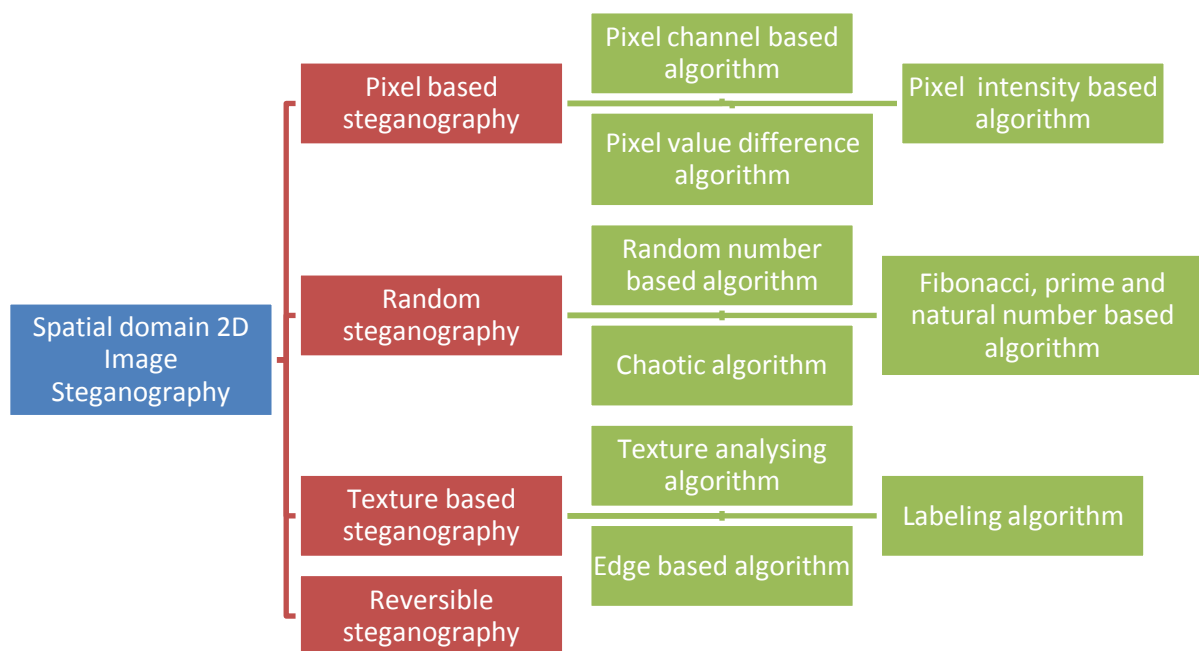 Spatial domain 2D
Image
Steganography
Pixel based
steganography
Pixel channel based
algorithm
Pixel value difference
algorithm
Pixel intensity based
algorithm
Random
steganography
Random number
based algorithm
Chaotic algorithm
Fibonacci, prime and
natural number based
algorithm
Texture based
steganography
Texture analysing
algorithm
Edge based algorithm
Labeling algorithm
Reversible
steganography